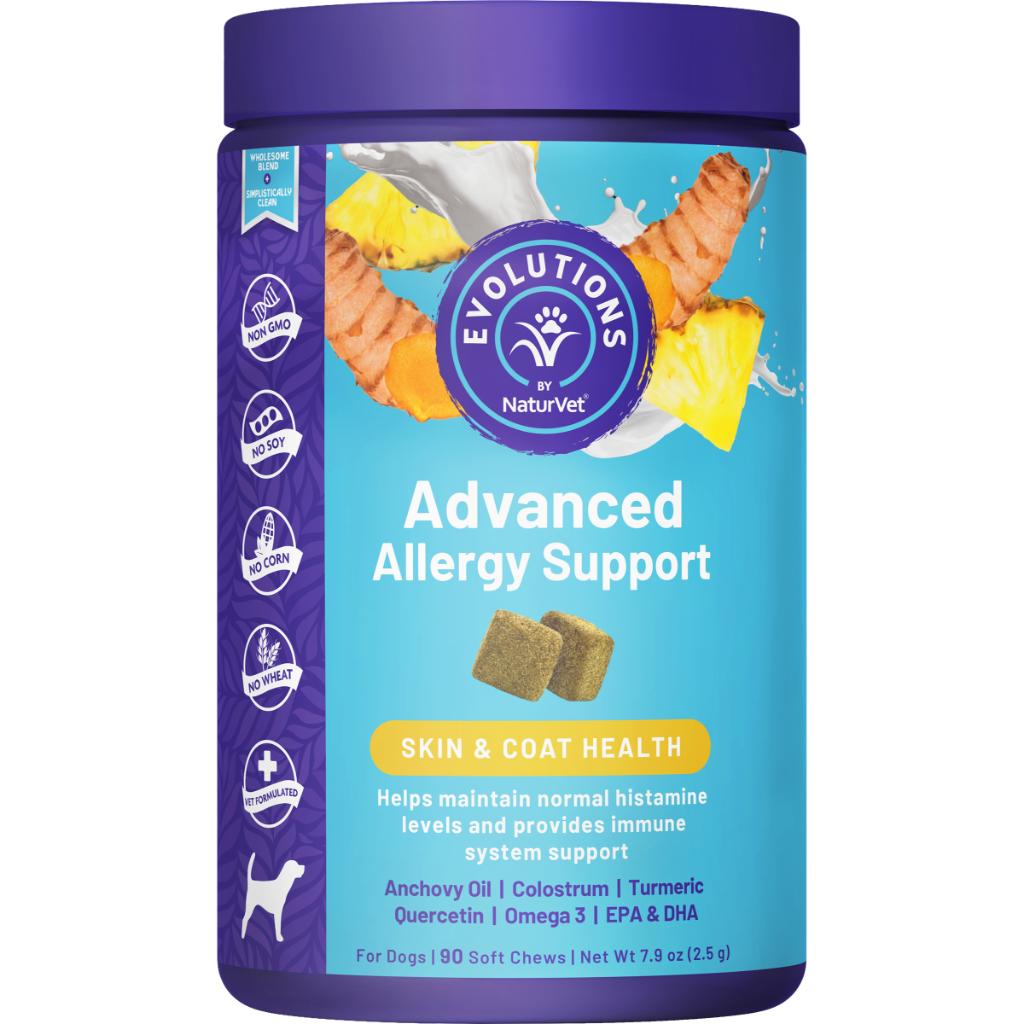 WHOLESOME
BLEND
+
SIMPLISTICALLY
CLEAN
NON GMO
NO SOY
NO CORN
NO WHEAT
VET FORMULATED
EVOLUTIONS
BY
NaturVet®
Advanced
Allergy Support
SKIN & COAT HEALTH
Helps maintain normal histamine
levels and provides immune
system support
Anchovy Oil | Colostrum | Turmeric
Quercetin | Omega 3 | EPA & DHA
For Dogs | 90 Soft Chews | Net Wt 7.9 oz (2.5 g)